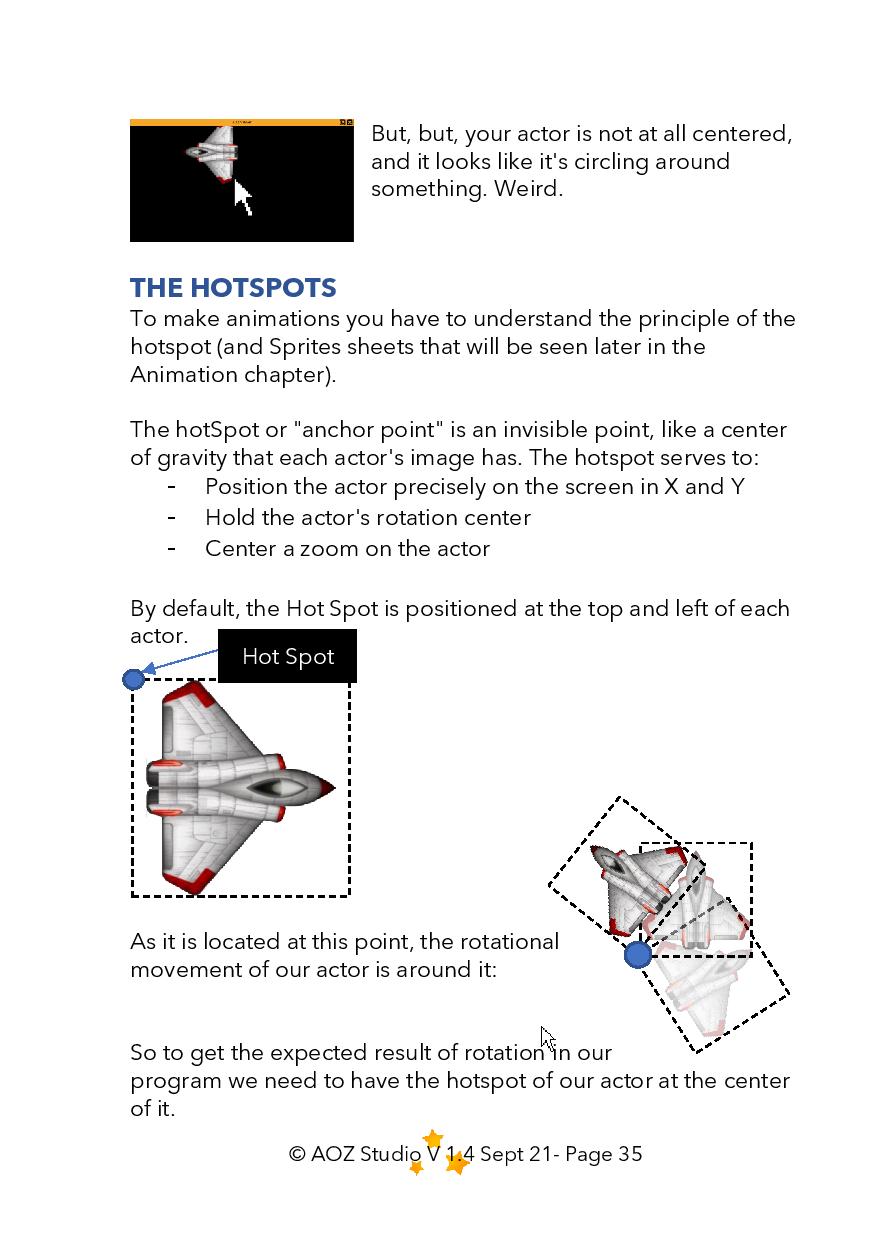 But, but, your actor is not at all centered,
and it looks like it's circling around
something. Weird.
THE HOTSPOTS
To make animations you have to understand the principle of the
hotspot (and Sprites sheets that will be seen later in the
Animation chapter).
The hotSpot or "anchor point" is an invisible point, like a center
of gravity that each actor's image has. The hotspot serves to:
- Position the actor precisely on the screen in X and Y
- Hold the actor's rotation center
- Center a zoom on the actor
By default, the Hot Spot is positioned at the top and left of each
actor.
Hot Spot
As it is located at this point, the rotational
movement of our actor is around it:
So to get the expected result of rotation in our
program we need to have the hotspot of our actor at the center
of it.
© AOZ Studio V 1.4 Sept 21- Page 35